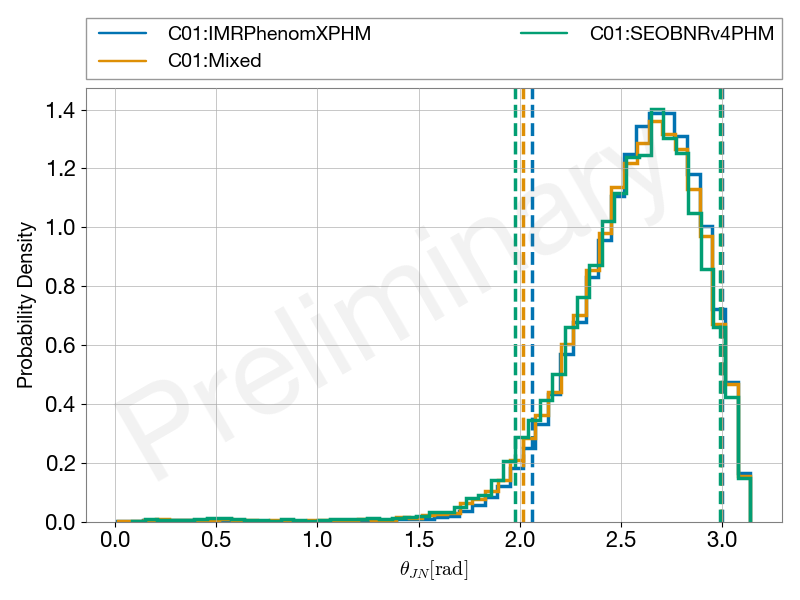 C01:IMRPhenomXPHM
C01:Mixed
C01:SEOBNRv4PHM
Preliminary
Probability Density
1.4
1.2
1.0
0.8
0.6
0.4
0.2
0.0
0.0 0.5 1.0 1.5 2.0 2.5 3.0
θ_JN[rad]